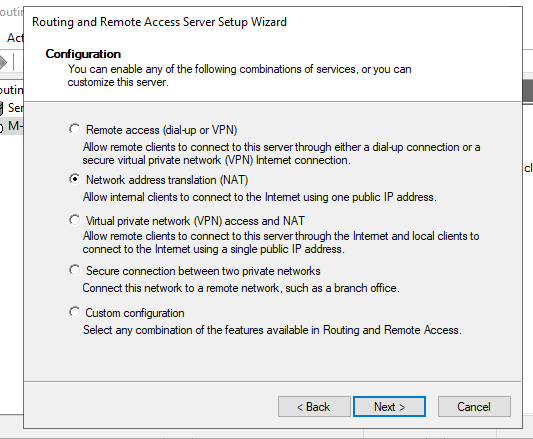 Routing and Remote Access Server Setup Wizard
Configuration
You can enable any of the following combinations of services, or you can
customize this server.
Remote access (dial-up or VPN)
Allow remote clients to connect to this server through either a dial-up connection or a
secure virtual private network (VPN) Internet connection.
Network address translation (NAT)
Allow internal clients to connect to the Internet using one public IP address.
Virtual private network (VPN) access and NAT
Allow remote clients to connect to this server through the Internet and local clients to
connect to the Internet using a single public IP address.
Secure connection between two private networks
Connect this network to a remote network, such as a branch office.
Custom configuration
Select any combination of the features available in Routing and Remote Access.
< Back
Next >
Cancel